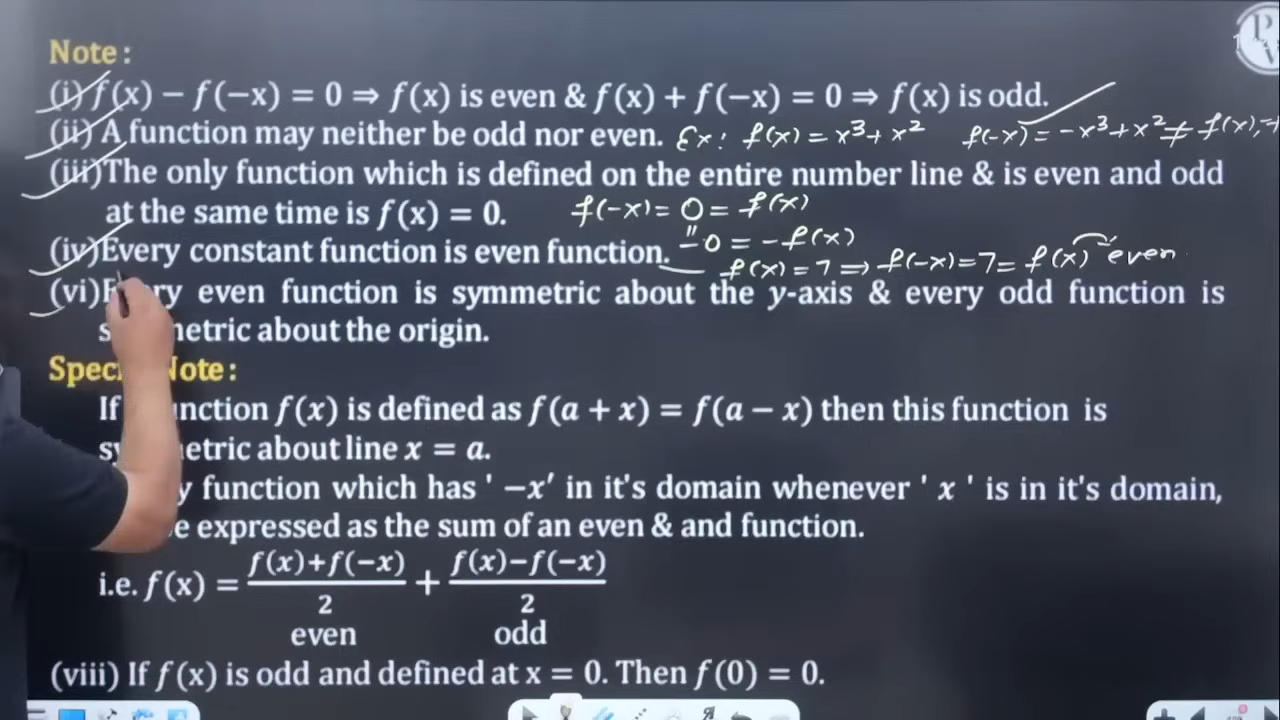 Note:
(i) f(x) − f(−x) = 0 ⇒ f(x) is even & f(x) + f(−x) = 0 ⇒ f(x) is odd.
(ii) A function may neither be odd nor even. Ex: f(x) = x³ + x² f(-x) = -x³ + x² ≠ f(x),
(iii) The only function which is defined on the entire number line & is even and odd
at the same time is f(x) = 0. f(-x) = 0 = f(x)
(iv) Every constant function is even function. -0 = -f(x)
f(x) = 7 ⇒ f(-x) = 7 = f(x) even
(vi) even function is symmetric about the y-axis & every odd function is
about the origin.
Note:
If f(x) is defined as f(a + x) = f(a − x) then this function is
about line x = a.
function which has ' −x' in it's domain whenever ' x ' is in it's domain,
expressed as the sum of an even & and function.
i.e. f(x) = f(x)+f(−x)/2 + f(x)−f(−x)/2
even odd
(viii) If f(x) is odd and defined at x = 0. Then f(0) = 0.